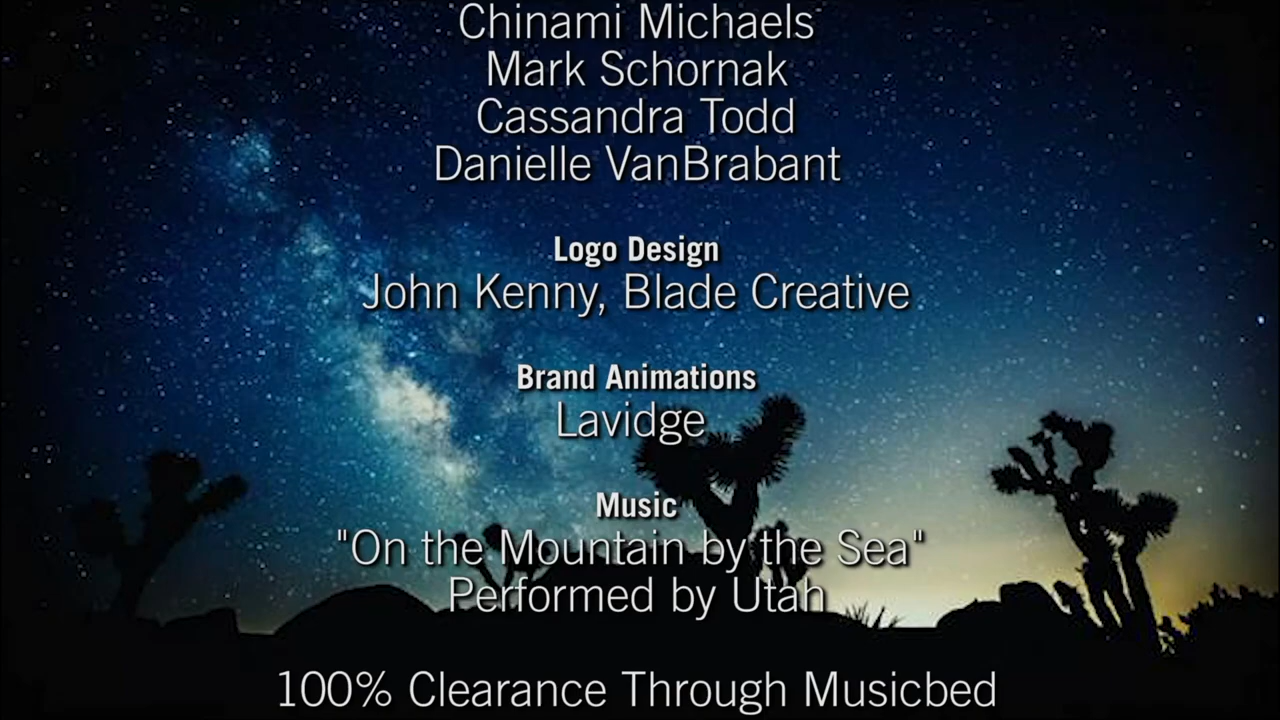 Chinami Michaels
Mark Schornak
Cassandra Todd
Danielle VanBrabant
Logo Design
John Kenny, Blade Creative
Brand Animations
Lavidge
Music
"On the Mountain by the Sea"
Performed by Utah
100% Clearance Through Musicbed